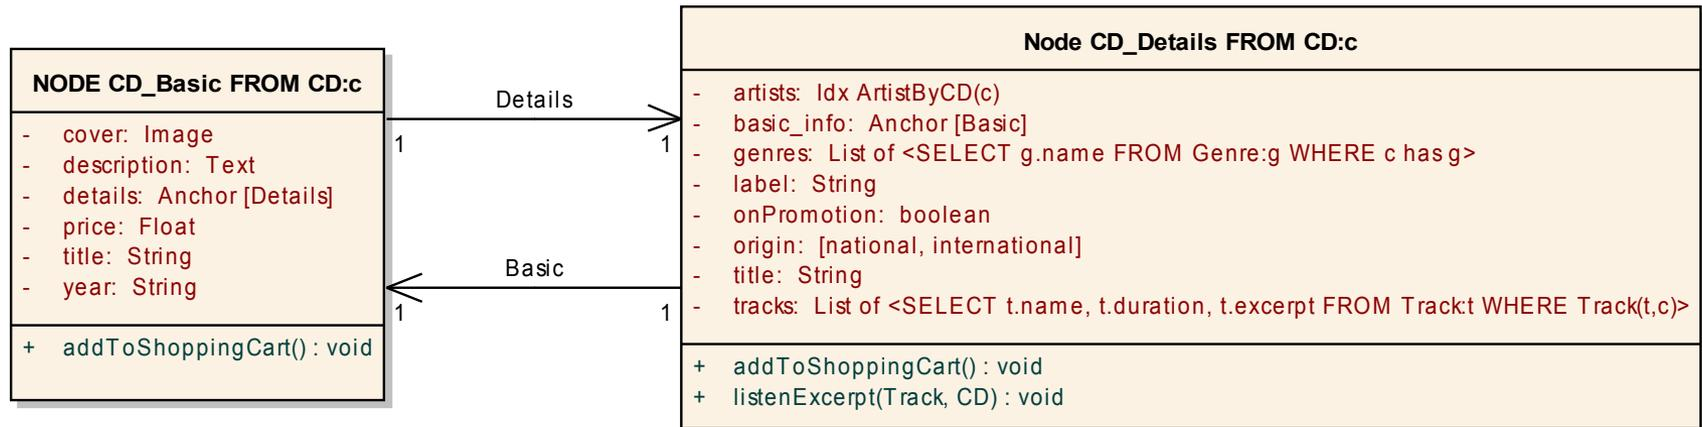 NODE CD_Basic FROM CD:c
- cover: Image
- description: Text
- details: Anchor [Details]
- price: Float
- title: String
- year: String
+ addToShoppingCart() : void
Details
1
1
Basic
1
1
Node CD_Details FROM CD:c
- artists: Idx ArtistByCD(c)
- basic_info: Anchor [Basic]
- genres: List of <SELECT g.name FROM Genre:g WHERE c has g>
- label: String
- onPromotion: boolean
- origin: [national, international]
- title: String
- tracks: List of <SELECT t.name, t.duration, t.excerpt FROM Track:t WHERE Track(t,c)>
+ addToShoppingCart() : void
+ listenExcerpt(Track, CD) : void